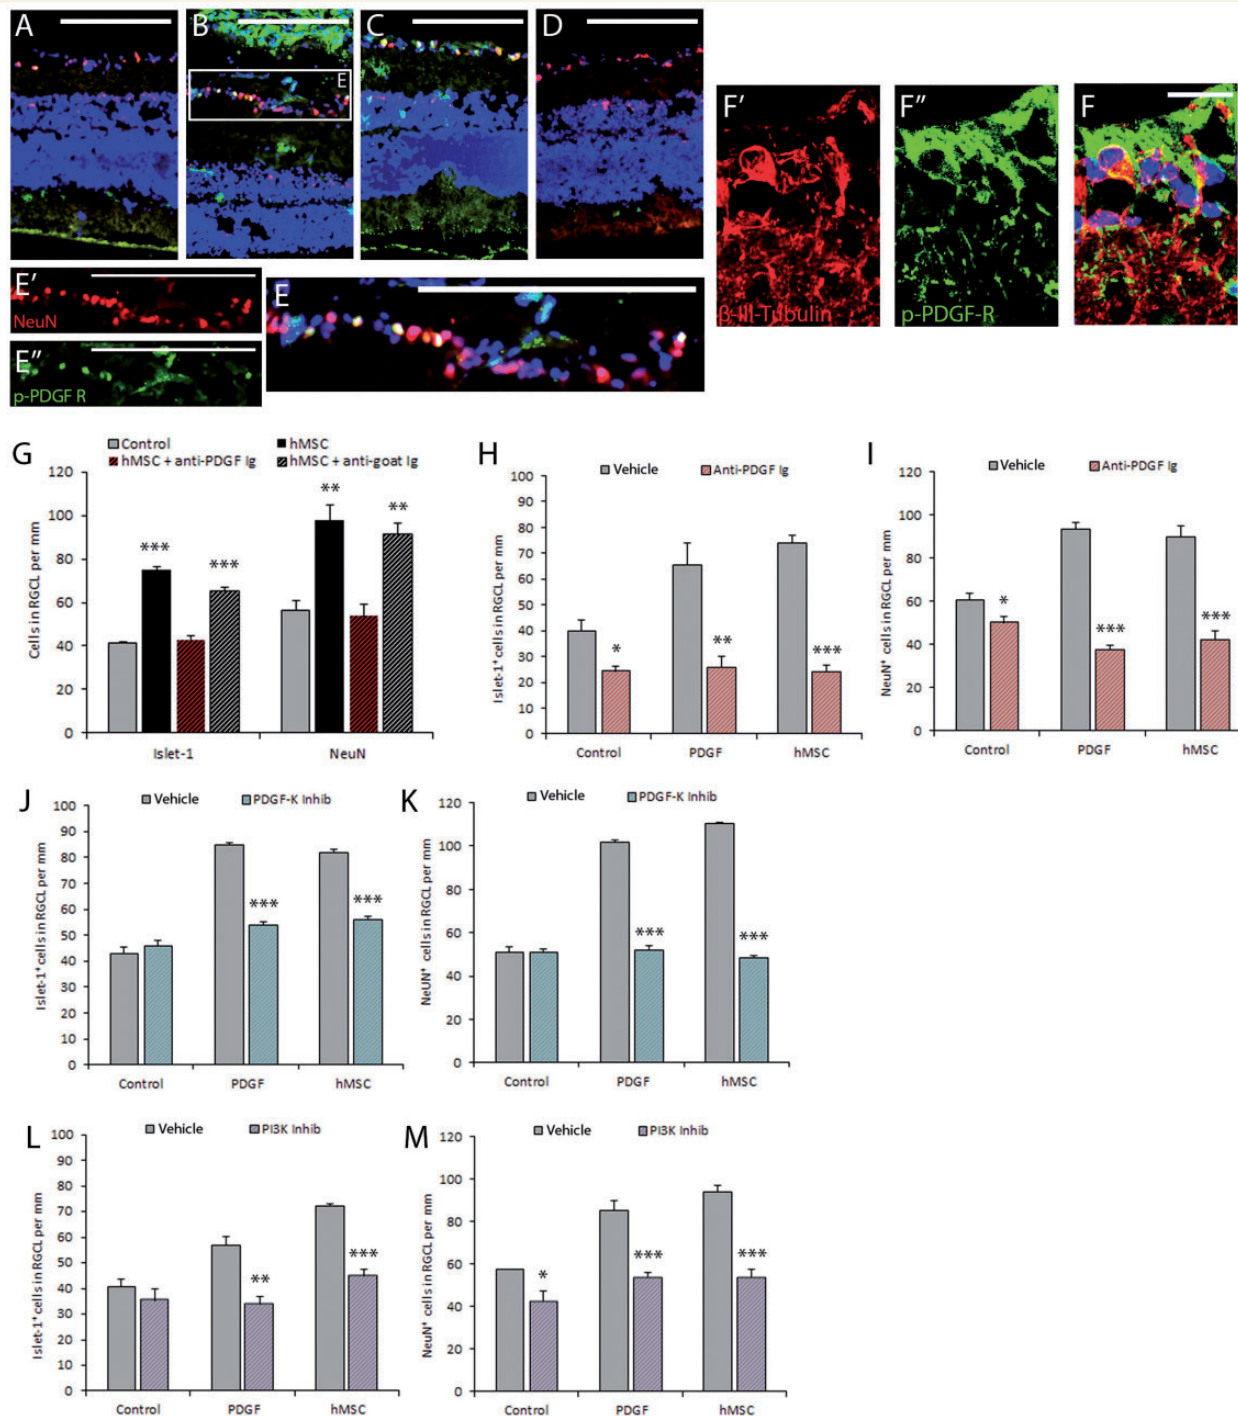 A
B
C
D
E
F′
F″
F
β-III-Tubulin
p-PDGF-R
E′
NeuN
E″
p-PDGF R
E
G
Control
hMSC
hMSC + anti-PDGF Ig
hMSC + anti-goat Ig
120
100
80
60
40
20
0
Cells in RGCL per mm
***
***
**
**
Islet-1
NeuN
H
Vehicle
Anti-PDGF Ig
100
90
80
70
60
50
40
30
20
10
0
Islet-1⁺ cells in RGCL per mm
*
**
***
Control
PDGF
hMSC
I
Vehicle
Anti-PDGF Ig
120
100
80
60
40
20
0
NeuN⁺ cells in RGCL per mm
*
***
***
Control
PDGF
hMSC
J
Vehicle
PDGF-K Inhib
100
90
80
70
60
50
40
30
20
10
0
Islet-1⁺ cells in RGCL per mm
***
***
Control
PDGF
hMSC
K
Vehicle
PDGF-K Inhib
120
100
80
60
40
20
0
NeUN⁺ cells in RGCL per mm
***
***
Control
PDGF
hMSC
L
Vehicle
PI3K Inhib
100
90
80
70
60
50
40
30
20
10
0
Islet-1⁺ cells in RGCL per mm
**
***
Control
PDGF
hMSC
M
Vehicle
PI3K Inhib
120
100
80
60
40
20
0
NeuN⁺ cells in RGCL per mm
*
***
***
Control
PDGF
hMSC